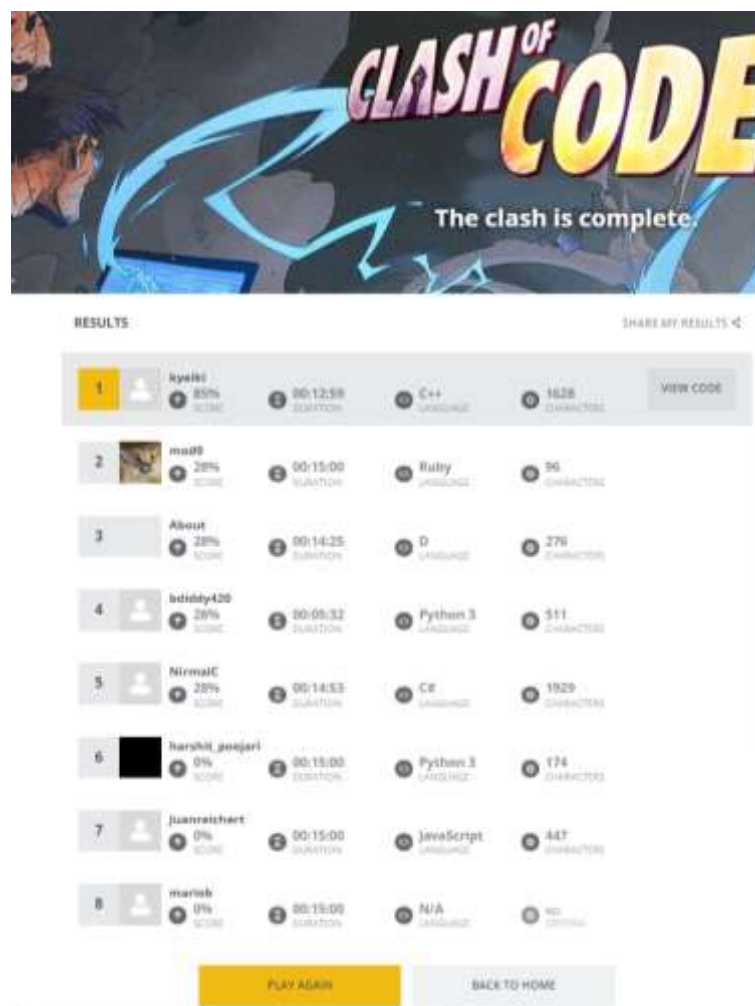 CLASH OF CODE
The clash is complete.
RESULTS
SHARE MY RESULTS
1
kyeiki
85%
SCORE
00:12:59
DURATION
C++
LANGUAGE
1628
CHARACTERS
VIEW CODE
2
mad9
28%
SCORE
00:15:00
DURATION
Ruby
LANGUAGE
96
CHARACTERS
3
About
28%
SCORE
00:14:25
DURATION
D
LANGUAGE
276
CHARACTERS
4
bdiddy420
28%
SCORE
00:05:32
DURATION
Python 3
LANGUAGE
511
CHARACTERS
5
NirmalC
28%
SCORE
00:14:53
DURATION
C#
LANGUAGE
1929
CHARACTERS
6
harshit_poojari
0%
SCORE
00:15:00
DURATION
Python 3
LANGUAGE
174
CHARACTERS
7
Juanreichert
0%
SCORE
00:15:00
DURATION
JavaScript
LANGUAGE
447
CHARACTERS
8
mariob
0%
SCORE
00:15:00
DURATION
N/A
LANGUAGE
NO
CRITERIA
PLAY AGAIN
BACK TO HOME